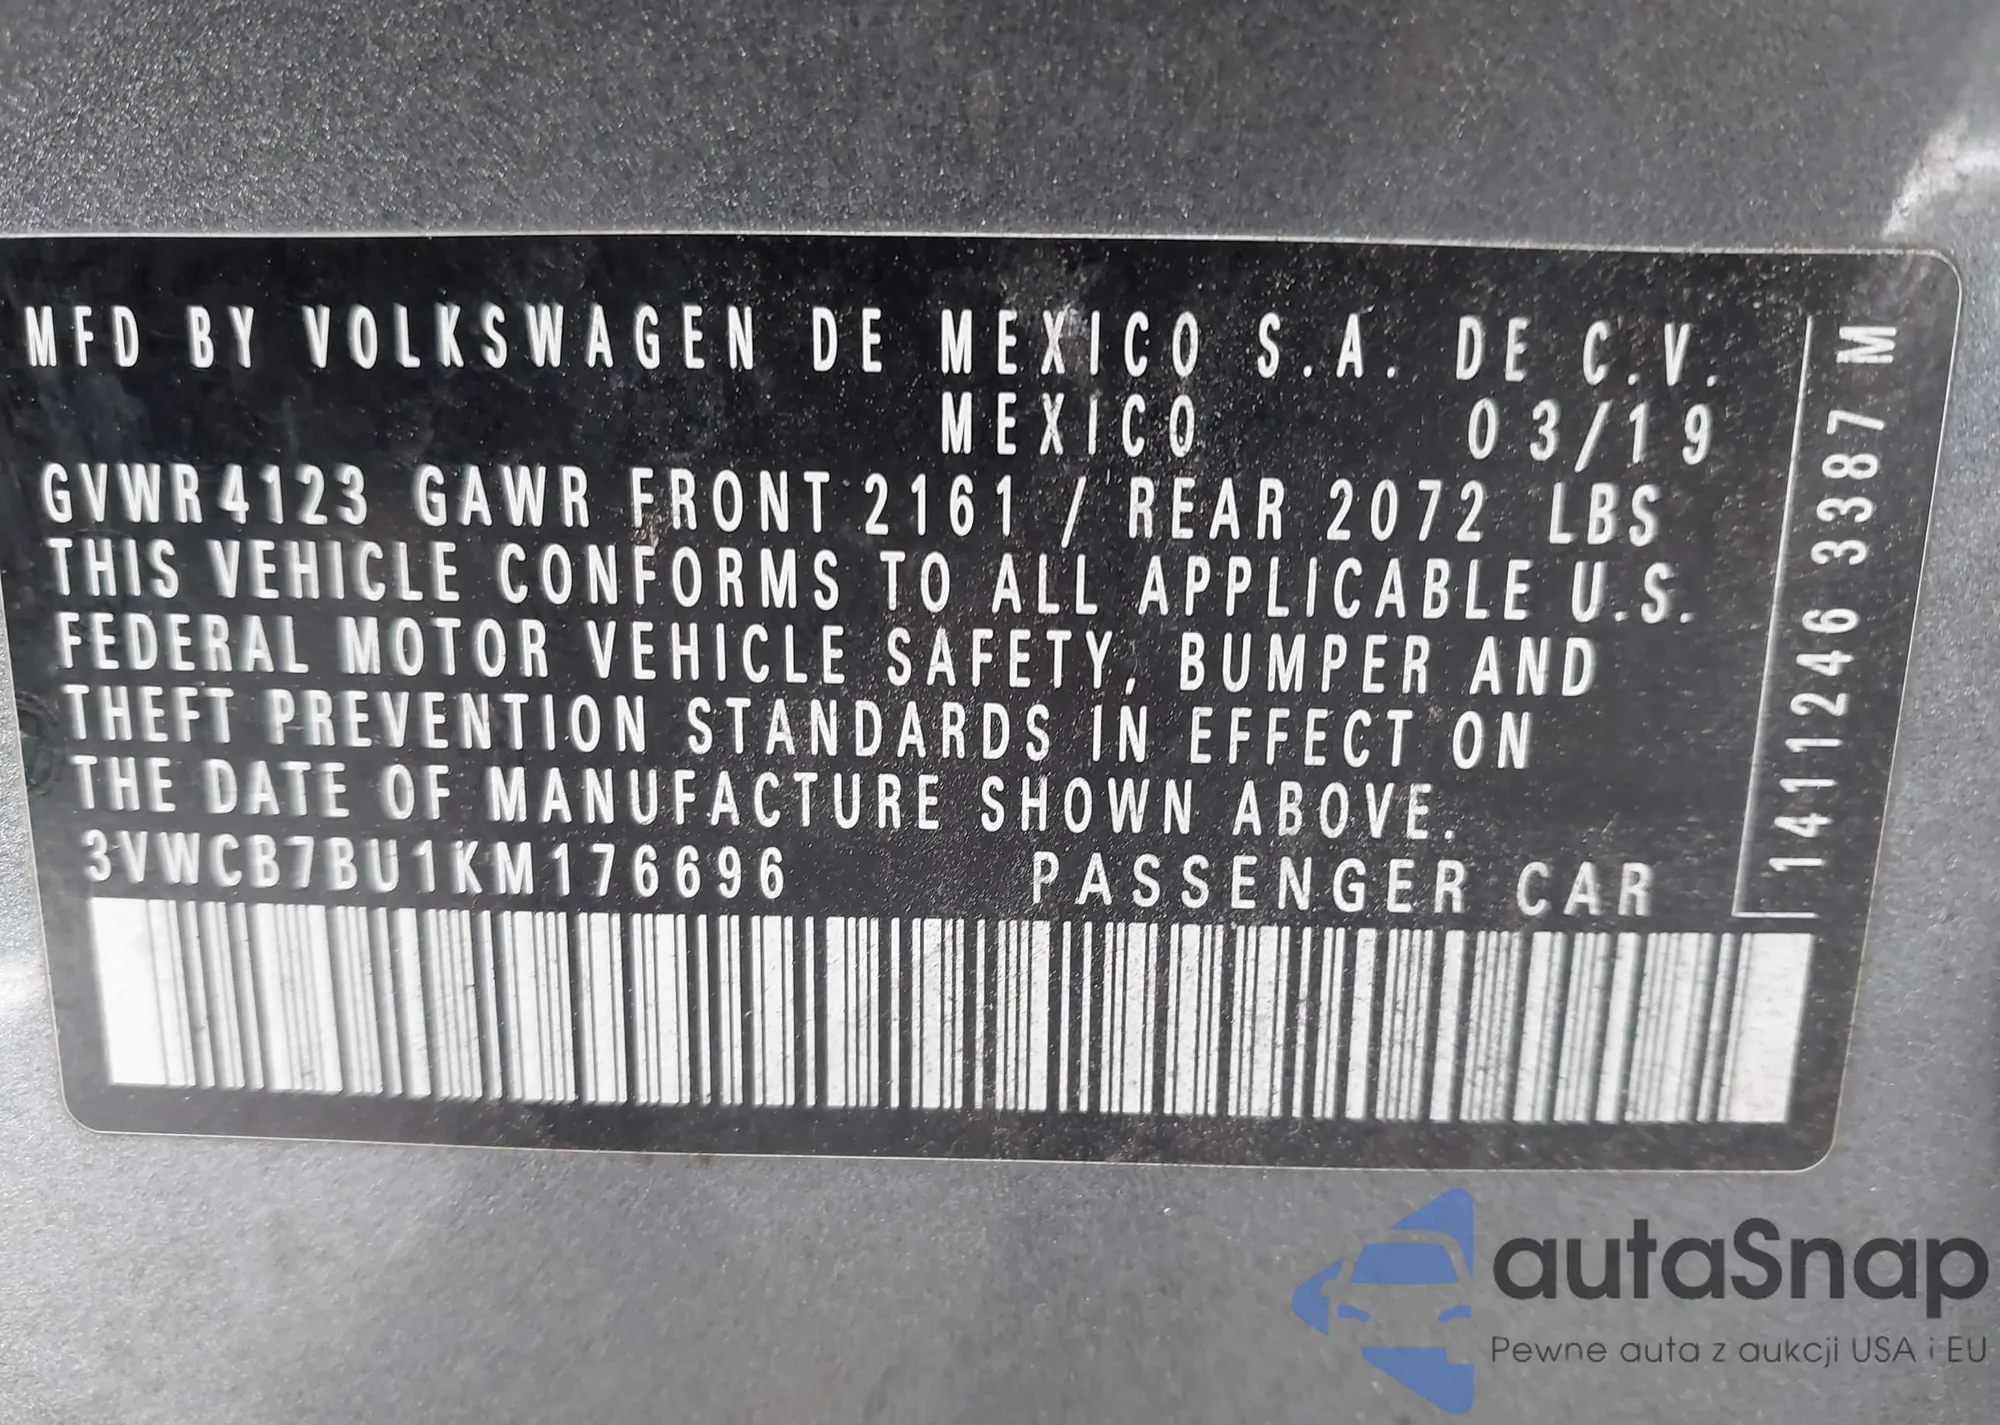 MFD BY VOLKSWAGEN DE MEXICO S.A. DE C.V.
MEXICO 03/19
GVWR 4123 GAWR FRONT 2161 / REAR 2072 LBS
THIS VEHICLE CONFORMS TO ALL APPLICABLE U.S.
FEDERAL MOTOR VEHICLE SAFETY, BUMPER AND
THEFT PREVENTION STANDARDS IN EFFECT ON
THE DATE OF MANUFACTURE SHOWN ABOVE.
3VWCB7BU1KM176696 PASSENGER CAR
1411246 3387 M
autaSnap
Pewne auta z aukcji USA i EU